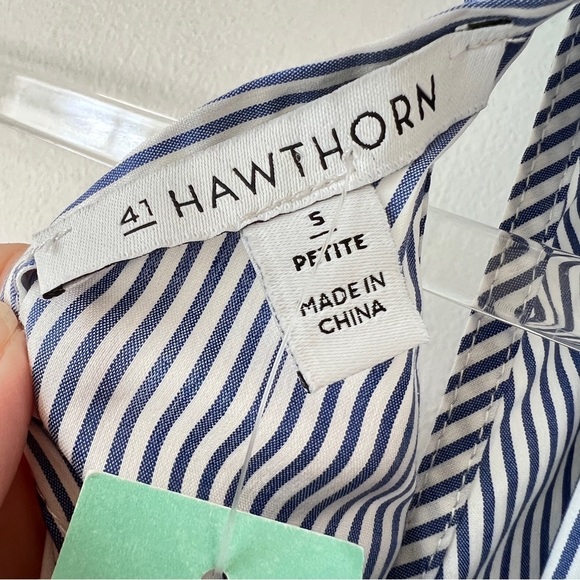 41 HAWTHORN
S
PETITE
MADE IN
CHINA